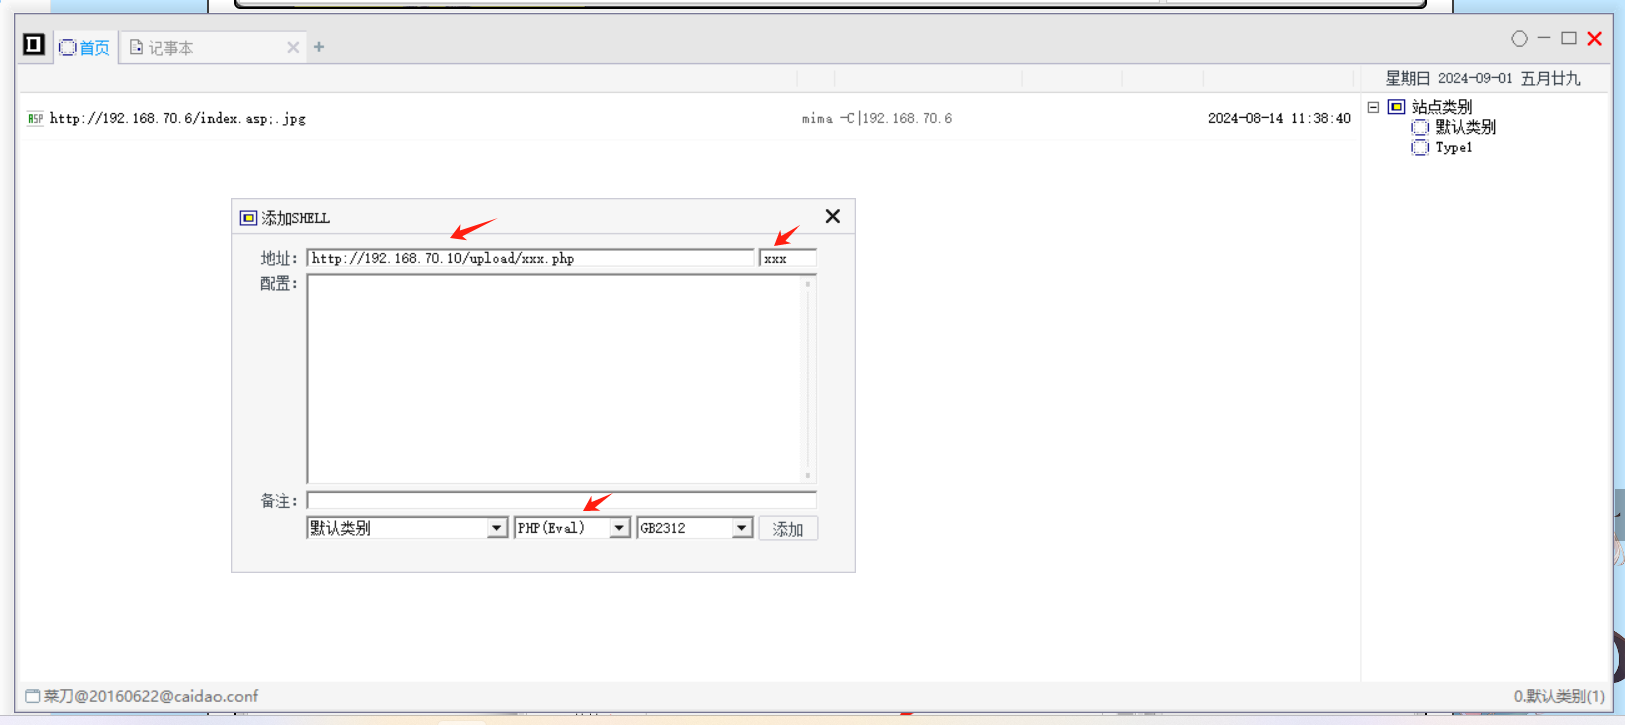 首页
记事本
+
星期日 2024-09-01 五月廿九
ASP http://192.168.70.6/index.asp;.jpg mima -C|192.168.70.6 2024-08-14 11:38:40
站点类别
默认类别
Type1
添加SHELL
地址: http://192.168.70.10/upload/xxx.php xxx
配置:
备注:
默认类别 PHP(Eval) GB2312 添加
菜刀@20160622@caidao.conf 0.默认类别(1)